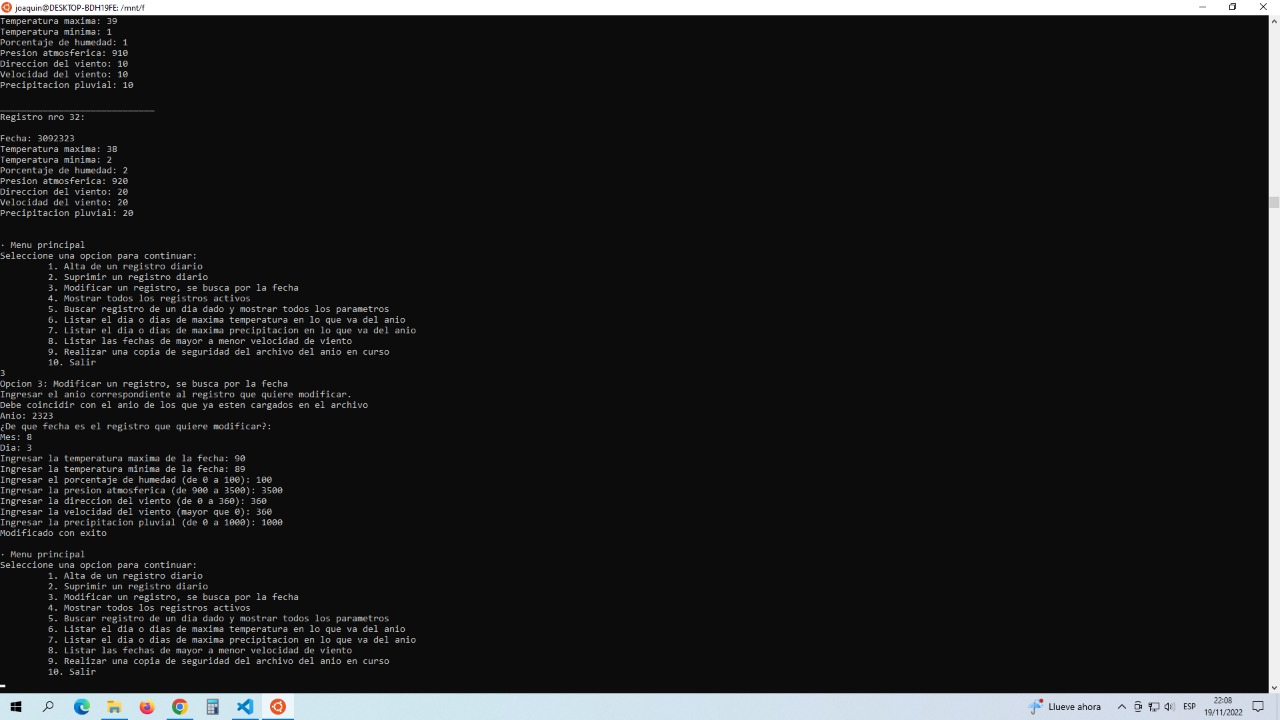 joaquin@DESKTOP-BDH19FE: /mnt/f
Temperatura maxima: 39
Temperatura minima: 1
Porcentaje de humedad: 1
Presion atmosferica: 910
Direccion del viento: 10
Velocidad del viento: 10
Precipitacion pluvial: 10
_____________________________
Registro nro 32:
Fecha: 3092323
Temperatura maxima: 38
Temperatura minima: 2
Porcentaje de humedad: 2
Presion atmosferica: 920
Direccion del viento: 20
Velocidad del viento: 20
Precipitacion pluvial: 20
· Menu principal
Seleccione una opcion para continuar:
1. Alta de un registro diario
2. Suprimir un registro diario
3. Modificar un registro, se busca por la fecha
4. Mostrar todos los registros activos
5. Buscar registro de un dia dado y mostrar todos los parametros
6. Listar el dia o dias de maxima temperatura en lo que va del anio
7. Listar el dia o dias de maxima precipitacion en lo que va del anio
8. Listar las fechas de mayor a menor velocidad de viento
9. Realizar una copia de seguridad del archivo del anio en curso
10. Salir
3
Opcion 3: Modificar un registro, se busca por la fecha
Ingresar el anio correspondiente al registro que quiere modificar.
Debe coincidir con el anio de los que ya esten cargados en el archivo
Anio: 2323
¿De que fecha es el registro que quiere modificar?:
Mes: 8
Dia: 3
Ingresar la temperatura maxima de la fecha: 90
Ingresar la temperatura minima de la fecha: 89
Ingresar el porcentaje de humedad (de 0 a 100): 100
Ingresar la presion atmosferica (de 900 a 3500): 3500
Ingresar la direccion del viento (de 0 a 360): 360
Ingresar la velocidad del viento (mayor que 0): 360
Ingresar la precipitacion pluvial (de 0 a 1000): 1000
Modificado con exito
· Menu principal
Seleccione una opcion para continuar:
1. Alta de un registro diario
2. Suprimir un registro diario
3. Modificar un registro, se busca por la fecha
4. Mostrar todos los registros activos
5. Buscar registro de un dia dado y mostrar todos los parametros
6. Listar el dia o dias de maxima temperatura en lo que va del anio
7. Listar el dia o dias de maxima precipitacion en lo que va del anio
8. Listar las fechas de mayor a menor velocidad de viento
9. Realizar una copia de seguridad del archivo del anio en curso
10. Salir
Llueve ahora
ESP
22:08
19/11/2022